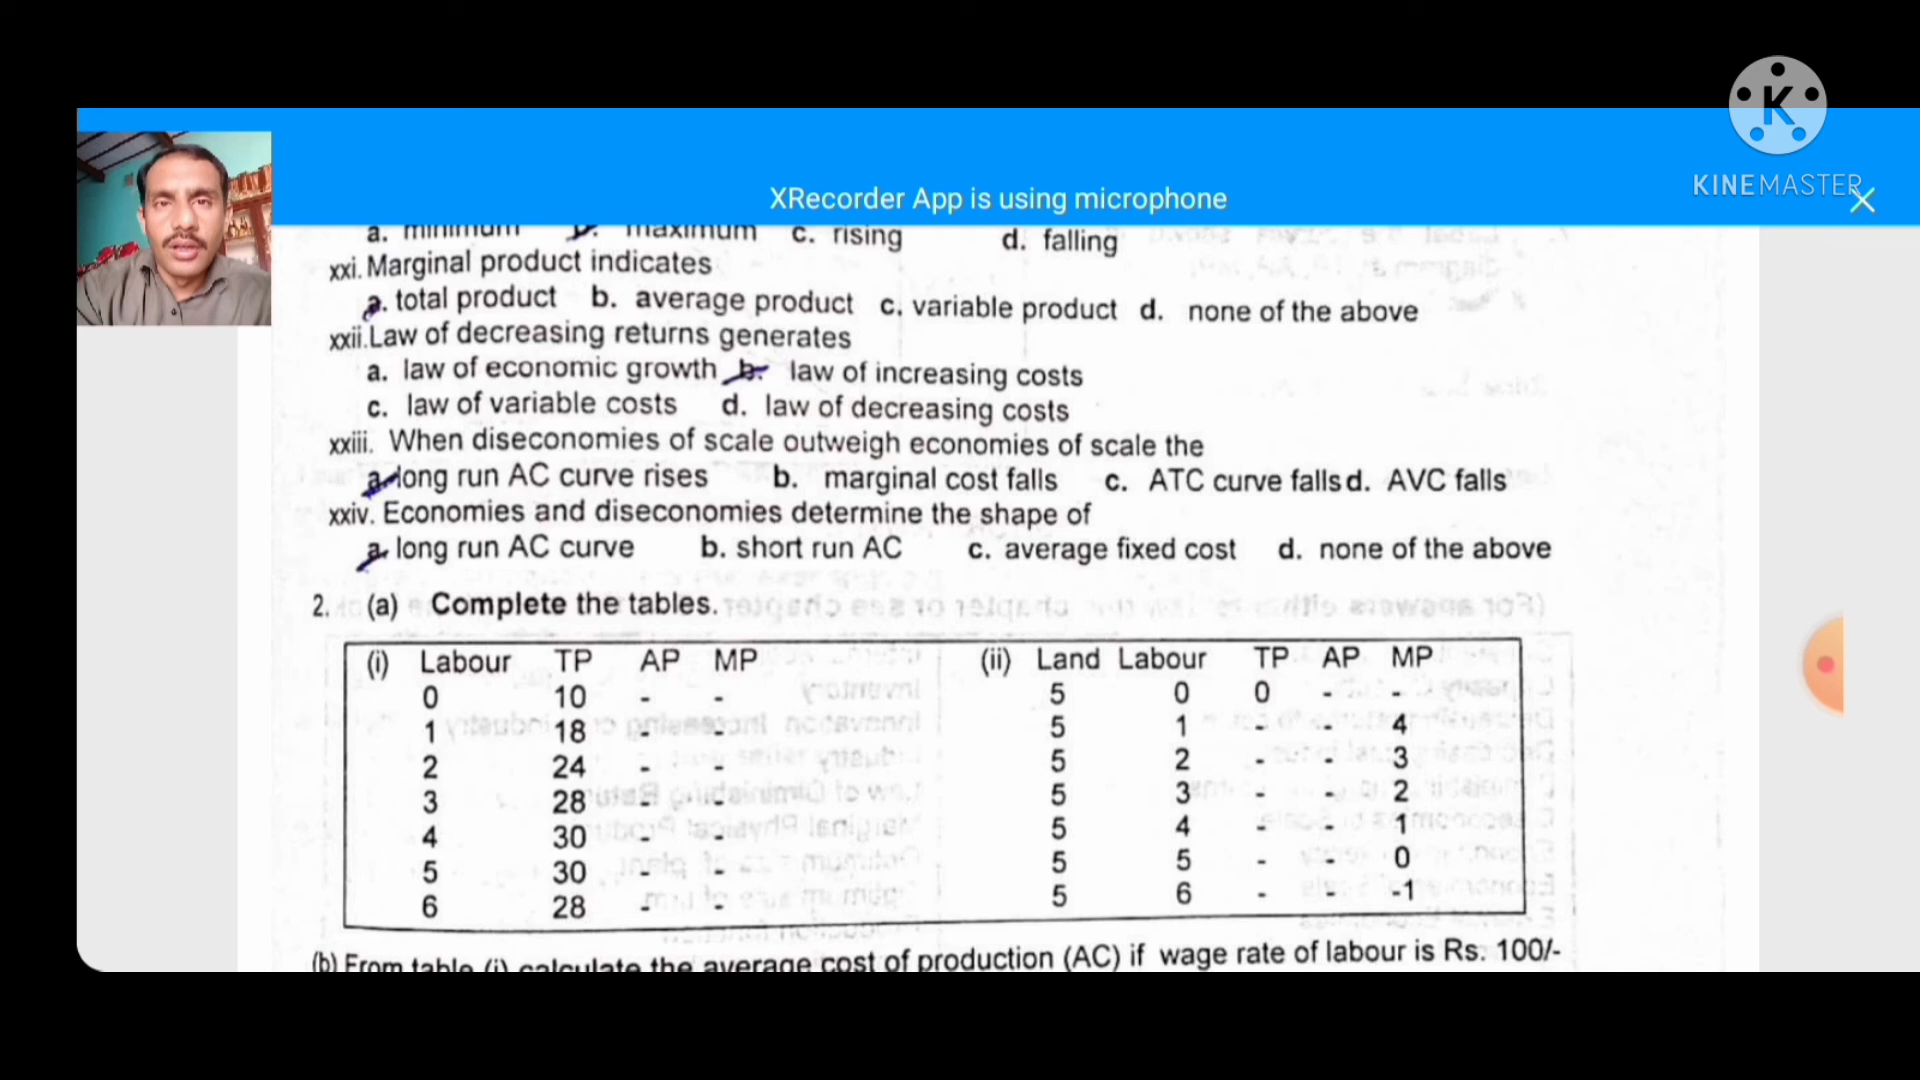 K
KINEMASTER
XRecorder App is using microphone
a. minimum b. maximum c. rising d. falling
xxi. Marginal product indicates
a. total product b. average product c. variable product d. none of the above
xxii. Law of decreasing returns generates
a. law of economic growth b. law of increasing costs
c. law of variable costs d. law of decreasing costs
xxiii. When diseconomies of scale outweigh economies of scale the
a. long run AC curve rises b. marginal cost falls c. ATC curve falls d. AVC falls
xxiv. Economies and diseconomies determine the shape of
a. long run AC curve b. short run AC c. average fixed cost d. none of the above
2. (a) Complete the tables.
(i) Labour TP AP MP (ii) Land Labour TP AP MP
0 10 - - 5 0 0 - -
1 18 - - 5 1 - - 4
2 24 - - 5 2 - - 3
3 28 - - 5 3 - - 2
4 30 - - 5 4 - - 1
5 30 - - 5 5 - - 0
6 28 - - 5 6 - - -1
(b) From table (i) calculate the average cost of production (AC) if wage rate of labour is Rs. 100/-